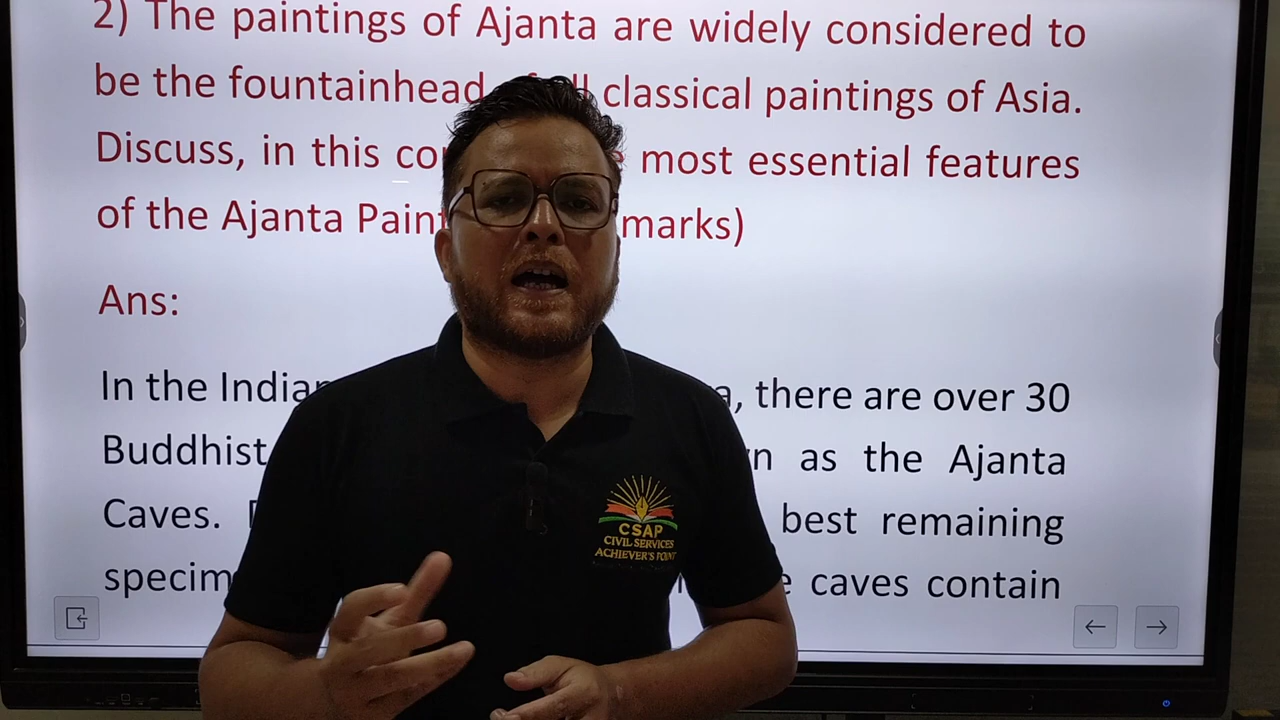 2) The paintings of Ajanta are widely considered to
be the fountainhead classical paintings of Asia.
Discuss, in this most essential features
of the Ajanta marks)
Ans:
In the , there are over 30
Buddhist as the Ajanta
Caves. best remaining
caves contain
CSAP
CIVIL SERVICES
ACHIEVER'S POINT